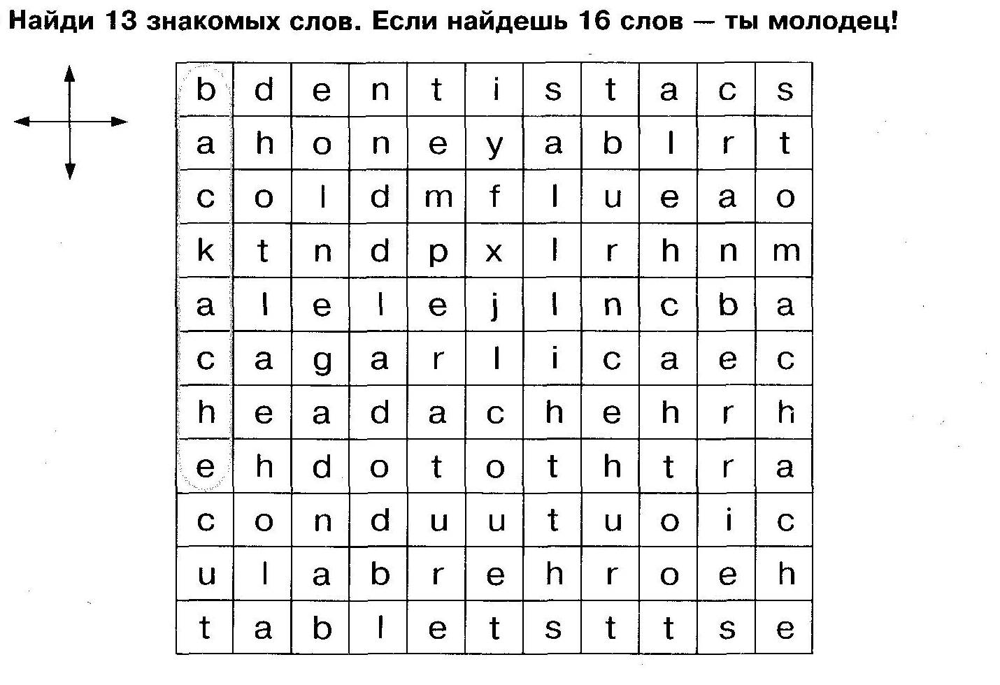 Найди 13 знакомых слов. Если найдешь 16 слов — ты молодец!
b d e n t i s t a c s
a h o n e y a b l r t
c o l d m f l u e a o
k t n d p x l r h n m
a l e l e j l n c b a
c a g a r l i c a e c
h e a d a c h e h r h
e h d o t o t h t r a
c o n d u u t u o i c
u l a b r e h r o e h
t a b l e t s t t s e